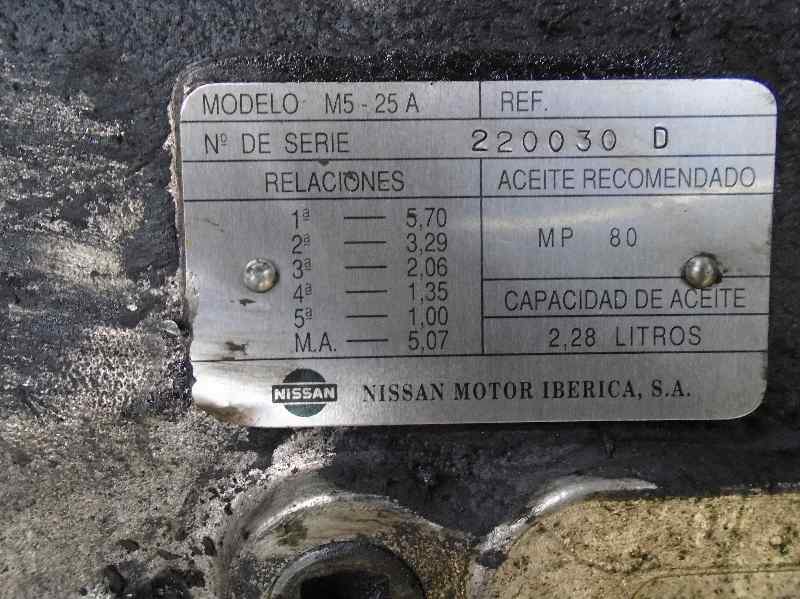 MODELO M5 - 25 A
REF.
Nº DE SERIE 220030 D
RELACIONES
1ª — 5,70
2ª — 3,29
3ª — 2,06
4ª — 1,35
5ª — 1,00
M.A. — 5,07
ACEITE RECOMENDADO
MP 80
CAPACIDAD DE ACEITE
2,28 LITROS
NISSAN NISSAN MOTOR IBERICA, S.A.